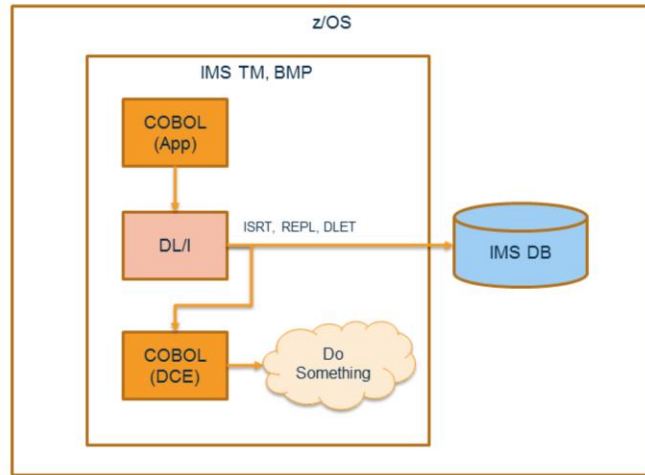 z/OS
IMS TM, BMP
COBOL
(App)
DL/I
ISRT, REPL, DLET
IMS DB
COBOL
(DCE)
Do
Something